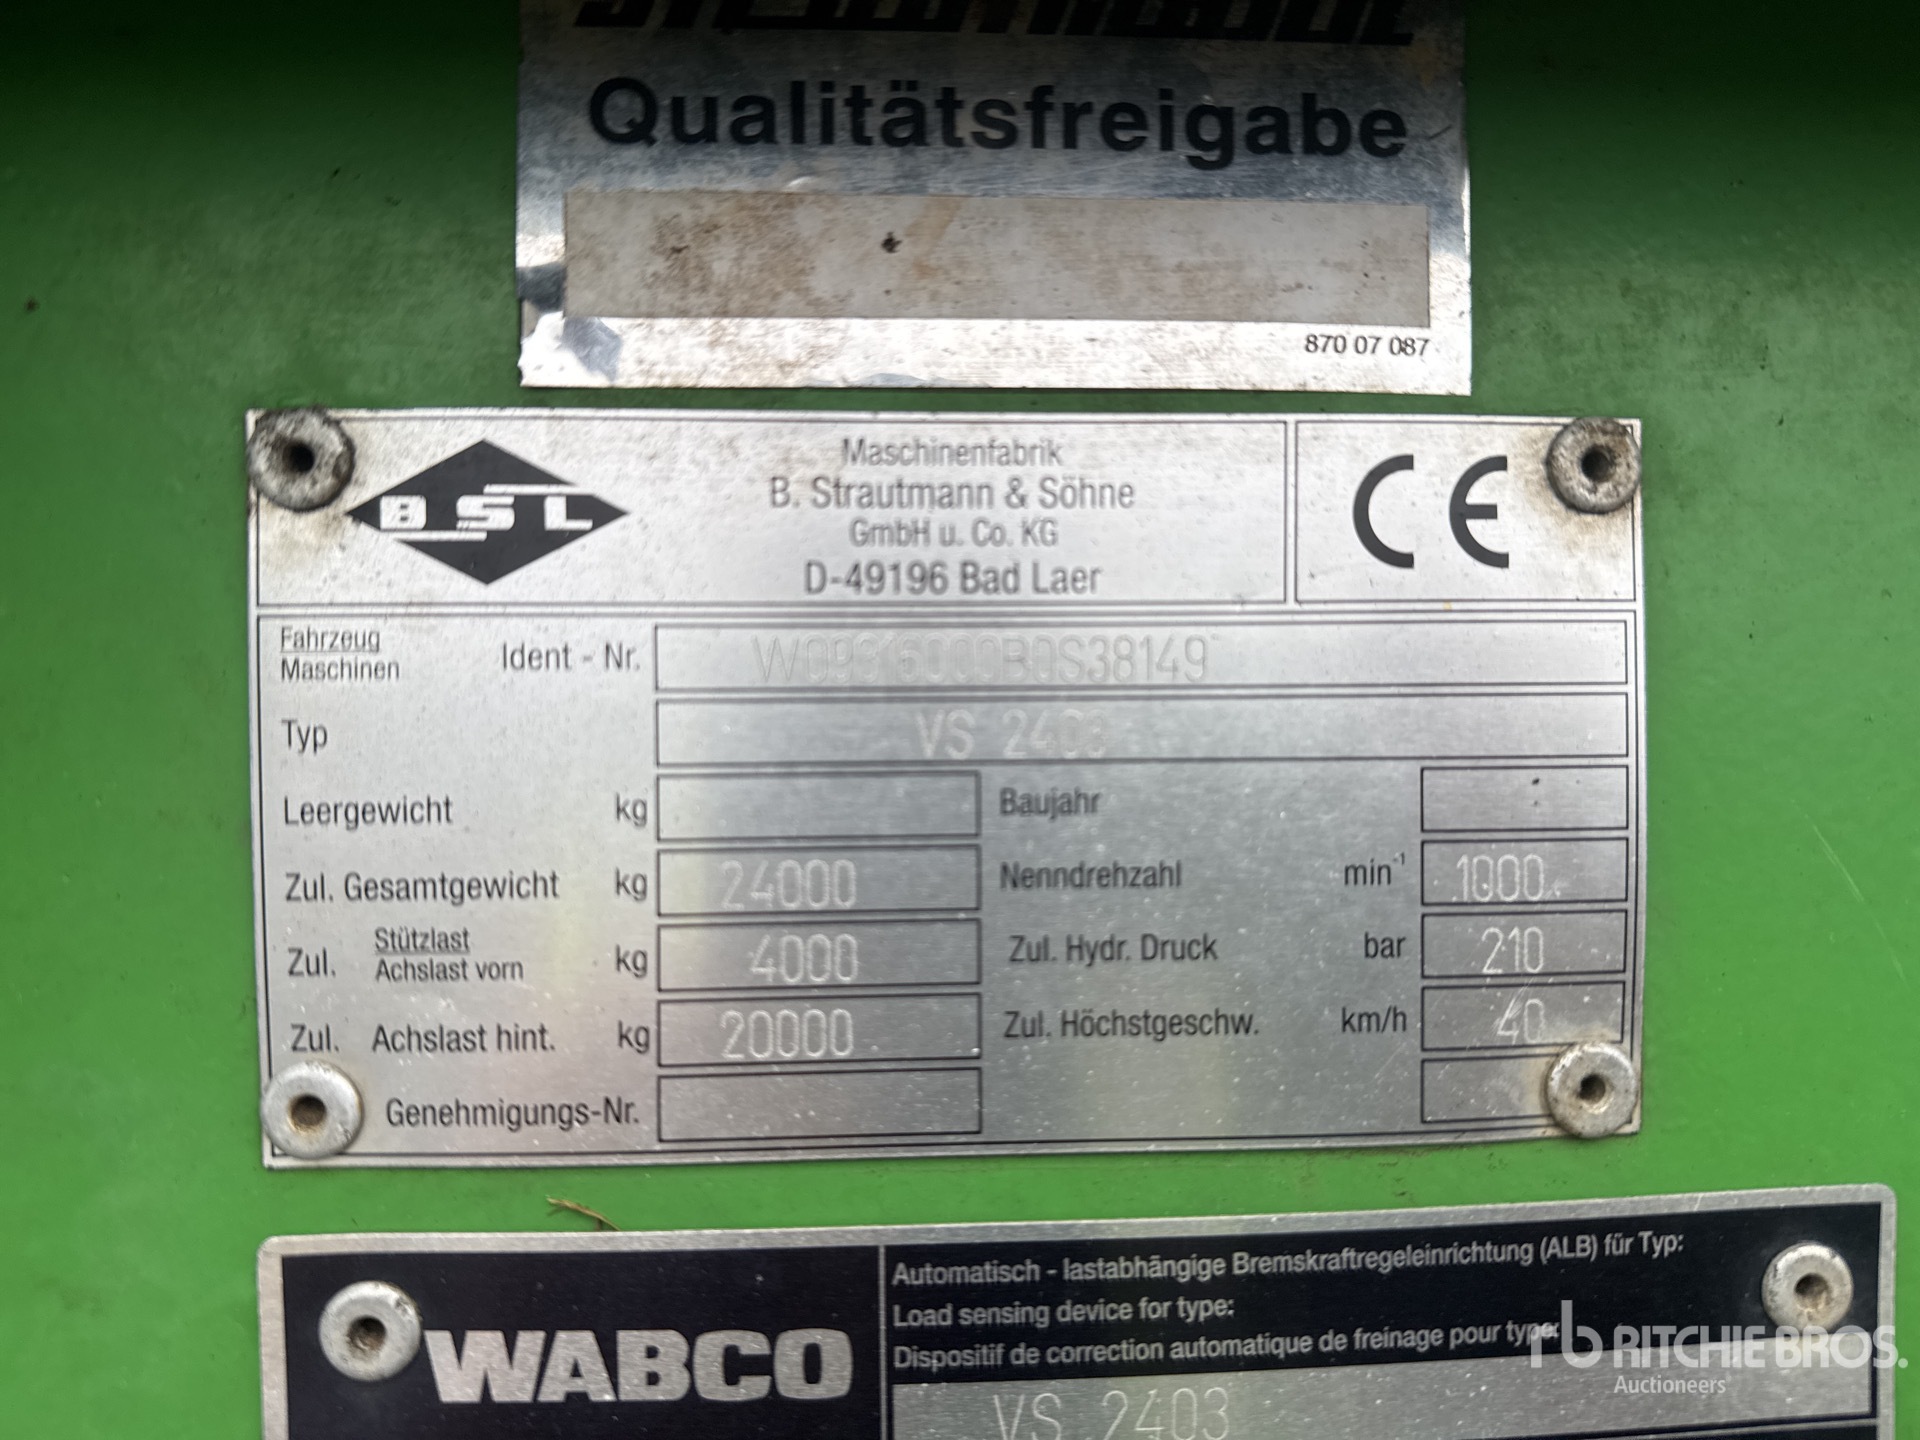 Qualitätsfreigabe
870 07 087
BSL
Maschinenfabrik
B. Strautmann & Söhne
GmbH u. Co. KG
D-49196 Bad Laer
CE
Fahrzeug
Maschinen
Ident - Nr.
Typ VS 2403
Leergewicht kg
Baujahr
Zul. Gesamtgewicht kg 24000
Nenndrehzahl min⁻¹ 1000
Zul. Stützlast
Achslast vorn kg 4000
Zul. Hydr. Druck bar 210
Zul. Achslast hint. kg 20000
Zul. Höchstgeschw. km/h 40
Genehmigungs-Nr.
WABCO
Automatisch - lastabhängige Bremskraftregeleinrichtung (ALB) für Typ:
Load sensing device for type:
Dispositif de correction automatique de freinage pour type:
VS 2403
RITCHIE BROS.
Auctioneers